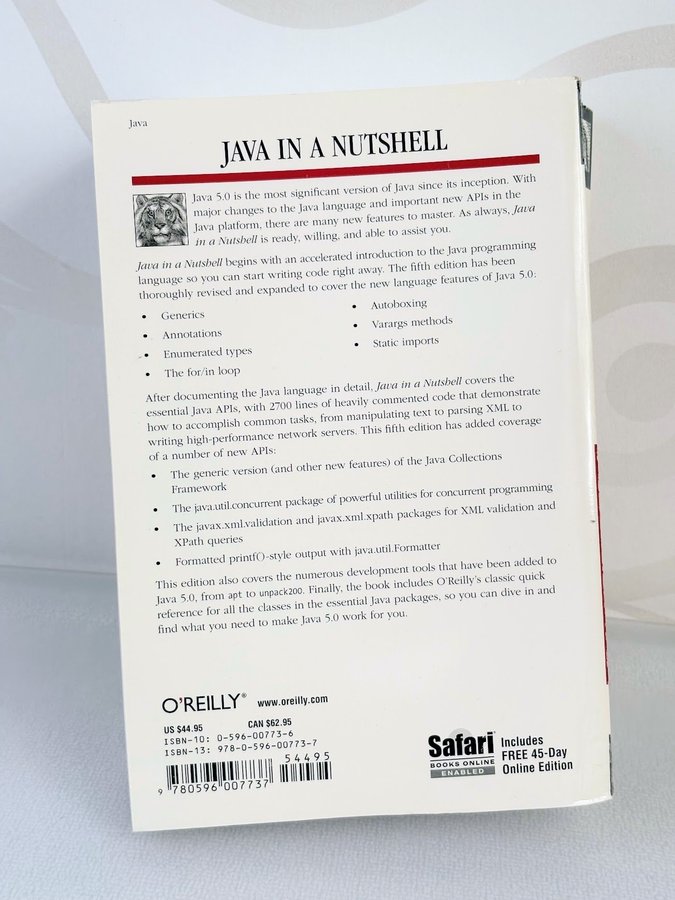 Java
JAVA IN A NUTSHELL
Java 5.0 is the most significant version of Java since its inception. With
major changes to the Java language and important new APIs in the
Java platform, there are many new features to master. As always, Java
in a Nutshell is ready, willing, and able to assist you.
Java in a Nutshell begins with an accelerated introduction to the Java programming
language so you can start writing code right away. The fifth edition has been
thoroughly revised and expanded to cover the new language features of Java 5.0:
• Generics
• Annotations
• Enumerated types
• The for/in loop
• Autoboxing
• Varargs methods
• Static imports
After documenting the Java language in detail, Java in a Nutshell covers the
essential Java APIs, with 2700 lines of heavily commented code that demonstrate
how to accomplish common tasks, from manipulating text to parsing XML to
writing high-performance network servers. This fifth edition has added coverage
of a number of new APIs:
• The generic version (and other new features) of the Java Collections
Framework
• The java.util.concurrent package of powerful utilities for concurrent programming
• The javax.xml.validation and javax.xml.xpath packages for XML validation and
XPath queries
• Formatted printf()-style output with java.util.Formatter
This edition also covers the numerous development tools that have been added to
Java 5.0, from apt to unpack200. Finally, the book includes O'Reilly's classic quick
reference for all the classes in the essential Java packages, so you can dive in and
find what you need to make Java 5.0 work for you.
O'REILLY® www.oreilly.com
US $44.95 CAN $62.95
ISBN-10: 0-596-00773-6
ISBN-13: 978-0-596-00773-7
54495
9 780596 007737
Safari
BOOKS ONLINE
ENABLED
Includes
FREE 45-Day
Online Edition